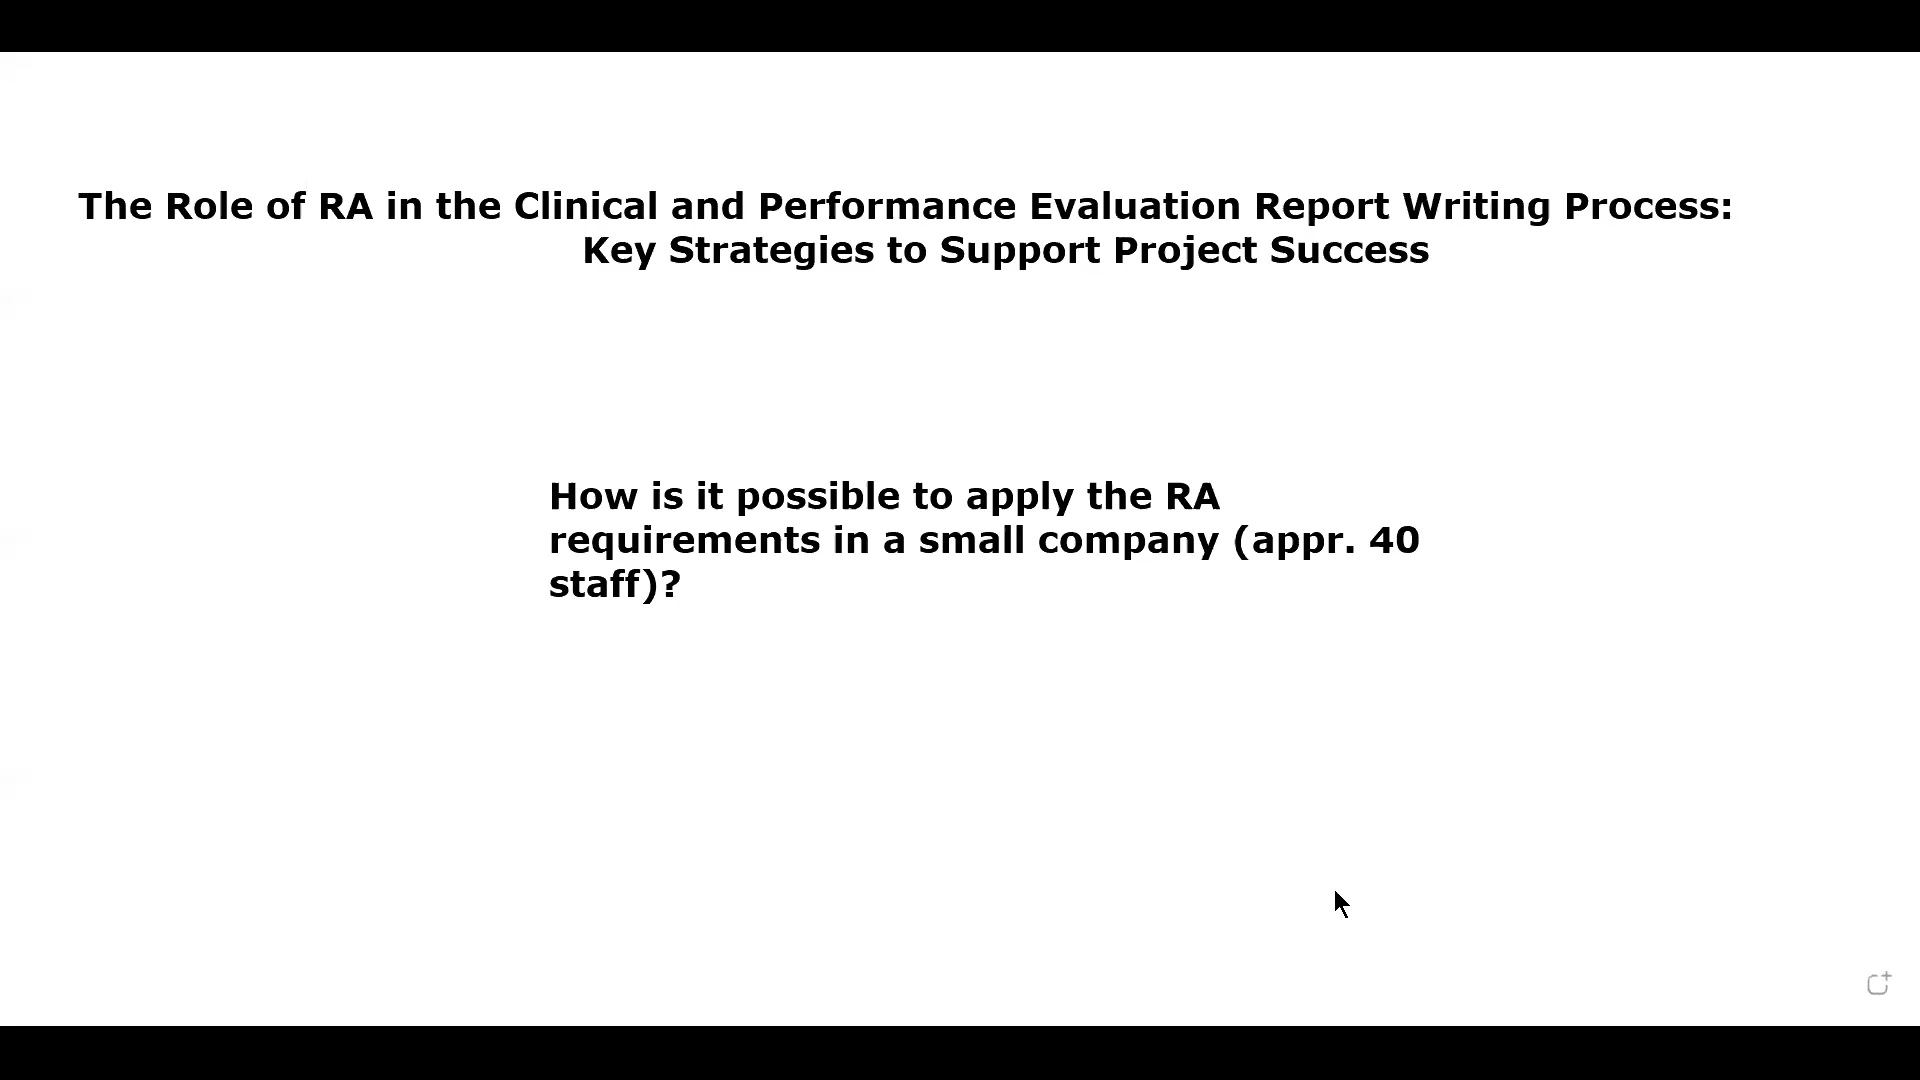 The Role of RA in the Clinical and Performance Evaluation Report Writing Process:
Key Strategies to Support Project Success
How is it possible to apply the RA
requirements in a small company (appr. 40
staff)?